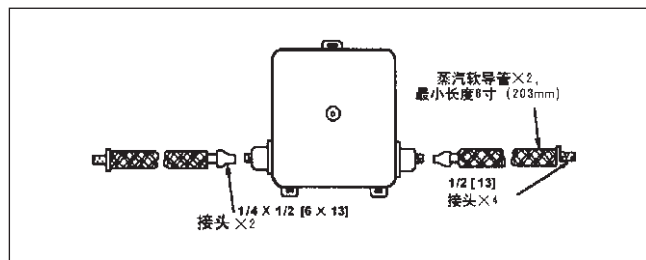 蒸汽软导管×2,
最小长度8寸 (203mm)
1/4 X 1/2 [6 X 13]
接头×2
1/2 [13]
接头×4